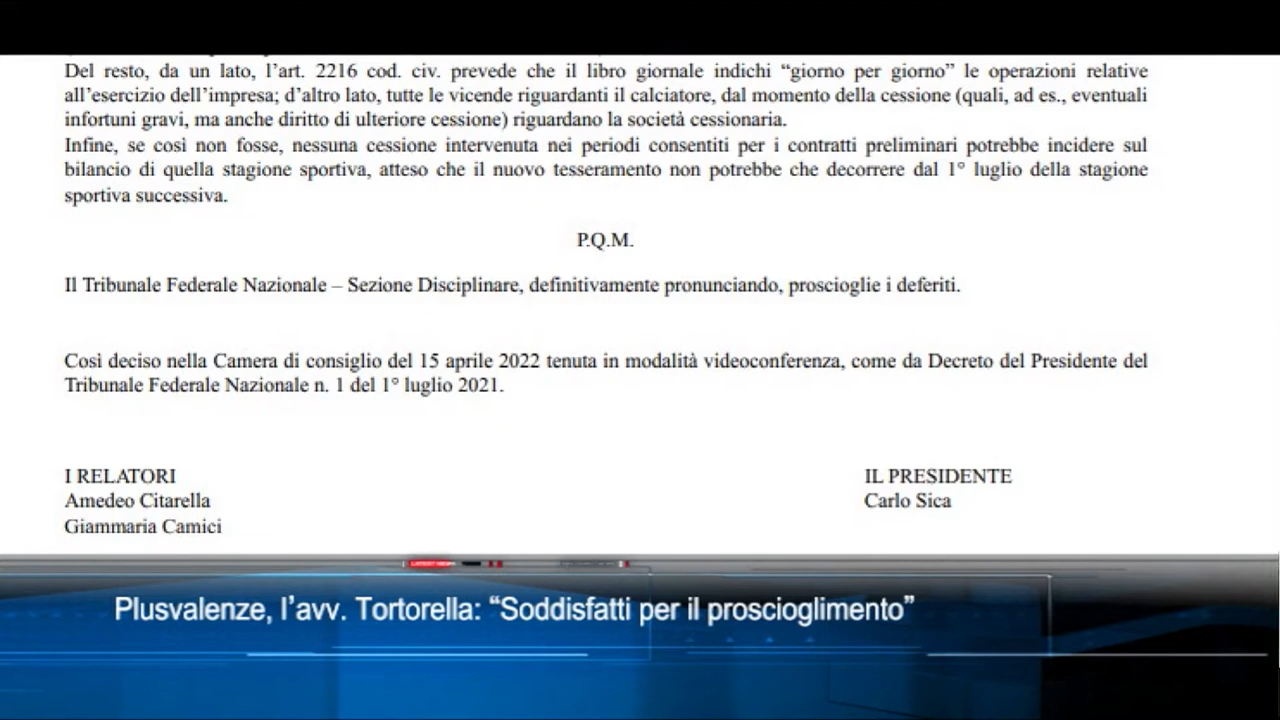 Del resto, da un lato, l’art. 2216 cod. civ. prevede che il libro giornale indichi “giorno per giorno” le operazioni relative
all’esercizio dell’impresa; d’altro lato, tutte le vicende riguardanti il calciatore, dal momento della cessione (quali, ad es., eventuali
infortuni gravi, ma anche diritto di ulteriore cessione) riguardano la società cessionaria.
Infine, se così non fosse, nessuna cessione intervenuta nei periodi consentiti per i contratti preliminari potrebbe incidere sul
bilancio di quella stagione sportiva, atteso che il nuovo tesseramento non potrebbe che decorrere dal 1° luglio della stagione
sportiva successiva.
P.Q.M.
Il Tribunale Federale Nazionale – Sezione Disciplinare, definitivamente pronunciando, proscioglie i deferiti.
Così deciso nella Camera di consiglio del 15 aprile 2022 tenuta in modalità videoconferenza, come da Decreto del Presidente del
Tribunale Federale Nazionale n. 1 del 1° luglio 2021.
I RELATORI
Amedeo Citarella
Giammaria Camici
IL PRESIDENTE
Carlo Sica
LATEST NEWS
Plusvalenze, l’avv. Tortorella: “Soddisfatti per il proscioglimento”